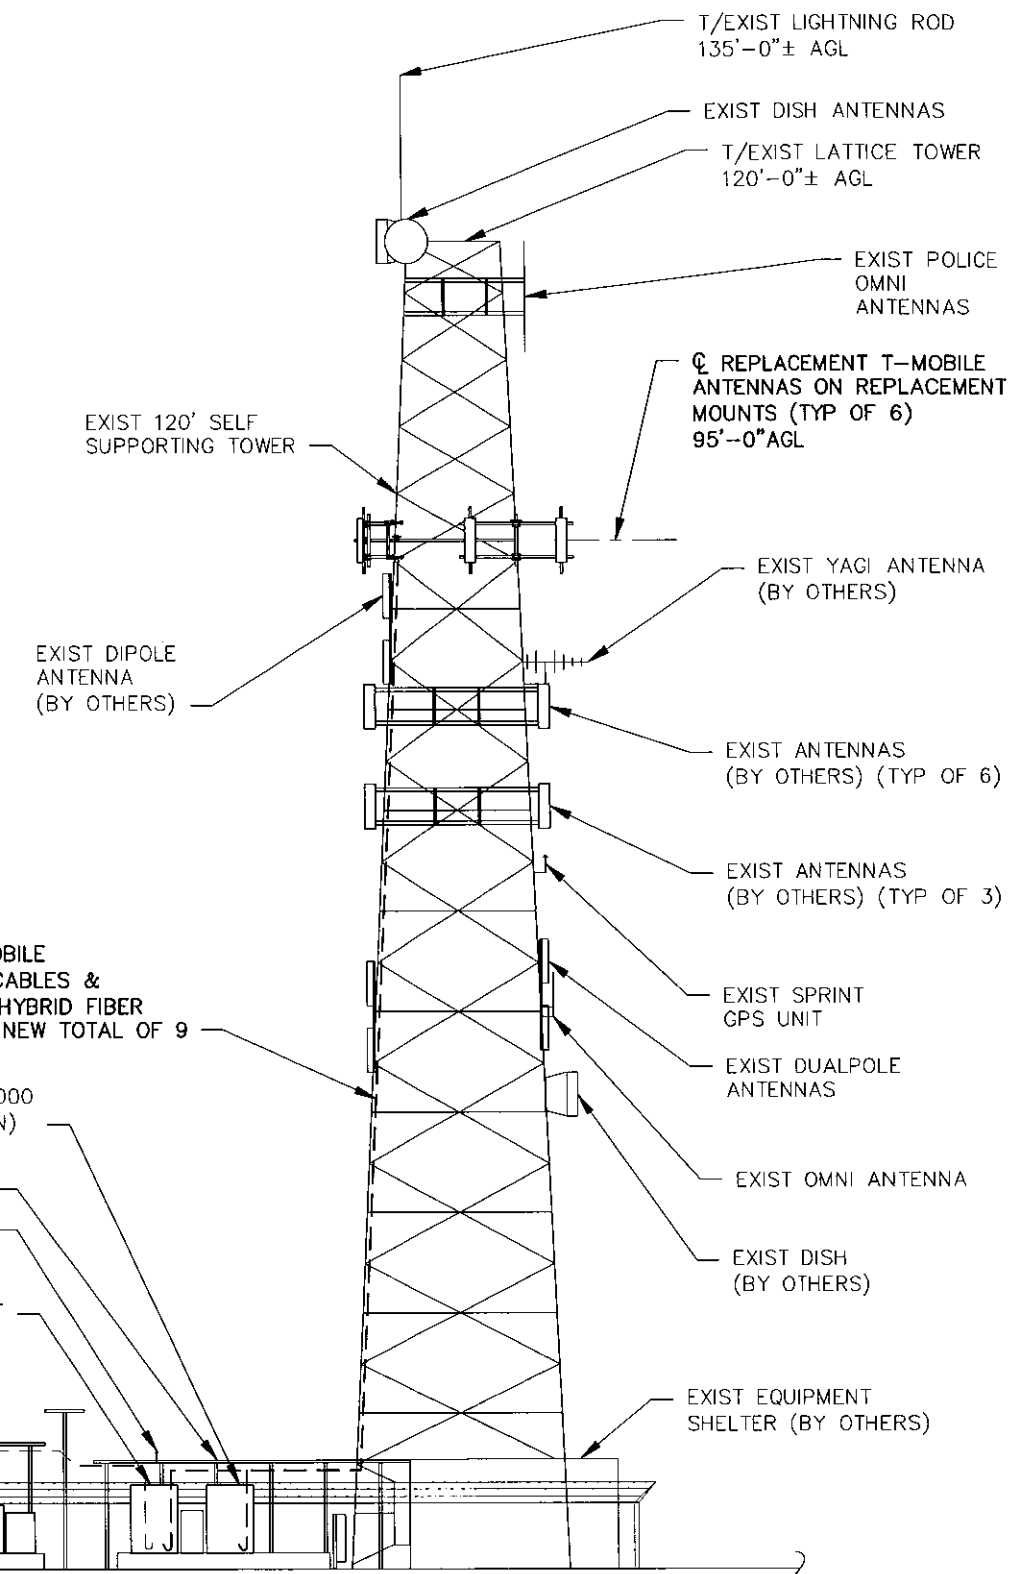 T/EXIST LIGHTNING ROD
135'-0"± AGL
EXIST DISH ANTENNAS
T/EXIST LATTICE TOWER
120'-0"± AGL
EXIST POLICE
OMNI
ANTENNAS
℄ REPLACEMENT T-MOBILE
ANTENNAS ON REPLACEMENT
MOUNTS (TYP OF 6)
95'-0"AGL
EXIST 120' SELF
SUPPORTING TOWER
EXIST YAGI ANTENNA
(BY OTHERS)
EXIST DIPOLE
ANTENNA
(BY OTHERS)
EXIST ANTENNAS
(BY OTHERS) (TYP OF 6)
EXIST ANTENNAS
(BY OTHERS) (TYP OF 3)
OBILE
CABLES &
HYBRID FIBER
NEW TOTAL OF 9
EXIST SPRINT
GPS UNIT
EXIST DUALPOLE
ANTENNAS
000
N)
EXIST OMNI ANTENNA
EXIST DISH
(BY OTHERS)
EXIST EQUIPMENT
SHELTER (BY OTHERS)